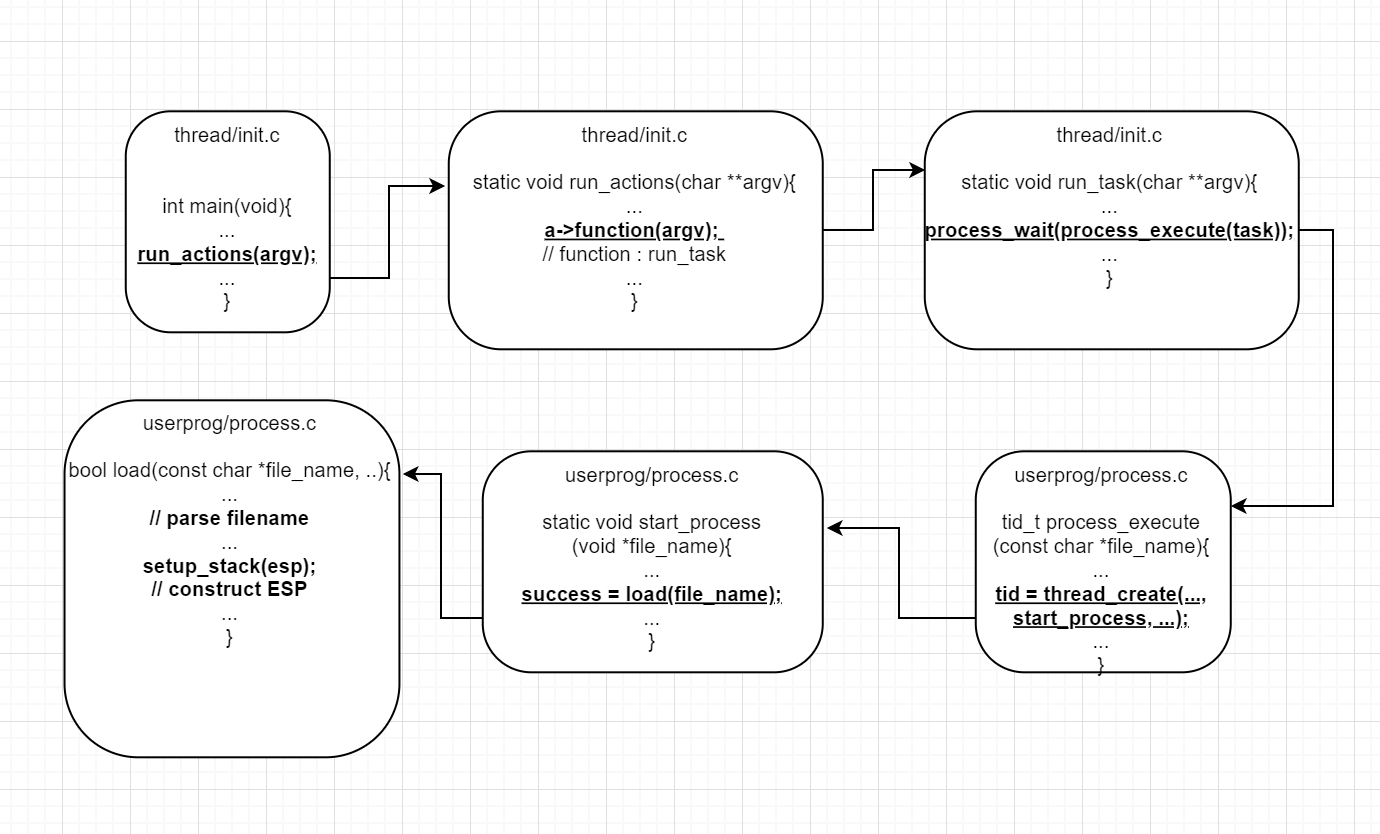 thread/init.c
int main(void){
...
run_actions(argv);
...
}
thread/init.c
static void run_actions(char **argv){
...
a->function(argv);
// function : run_task
...
}
thread/init.c
static void run_task(char **argv){
...
process_wait(process_execute(task));
...
}
userprog/process.c
tid_t process_execute
(const char *file_name){
...
tid = thread_create(...,
start_process, ...);
...
}
userprog/process.c
static void start_process
(void *file_name){
...
success = load(file_name);
...
}
userprog/process.c
bool load(const char *file_name, ..){
...
// parse filename
...
setup_stack(esp);
// construct ESP
...
}